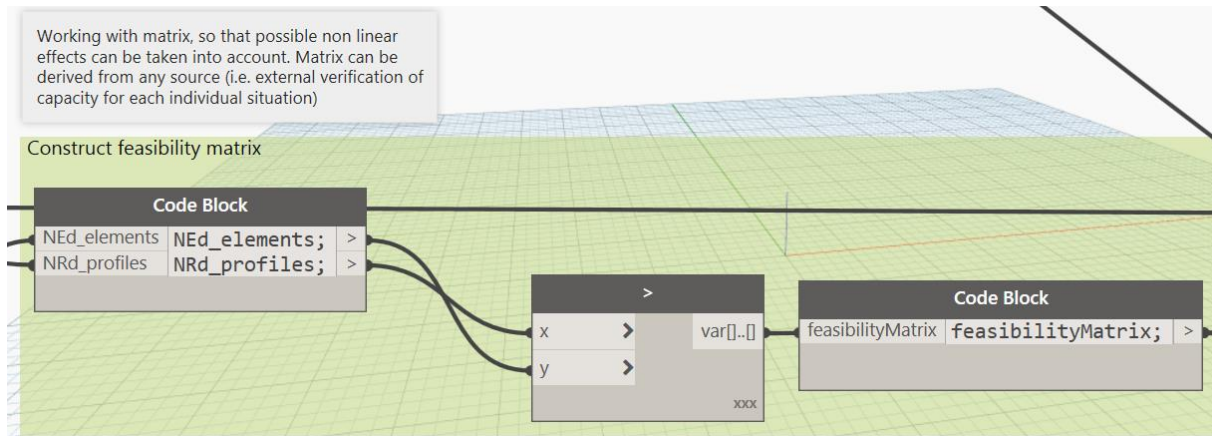 Working with matrix, so that possible non linear
effects can be taken into account. Matrix can be
derived from any source (i.e. external verification of
capacity for each individual situation)
Construct feasibility matrix
Code Block
NEd_elements NEd_elements; >
NRd_profiles NRd_profiles; >
>
x > var[]..[]
y >
xxx
Code Block
feasibilityMatrix feasibilityMatrix; >